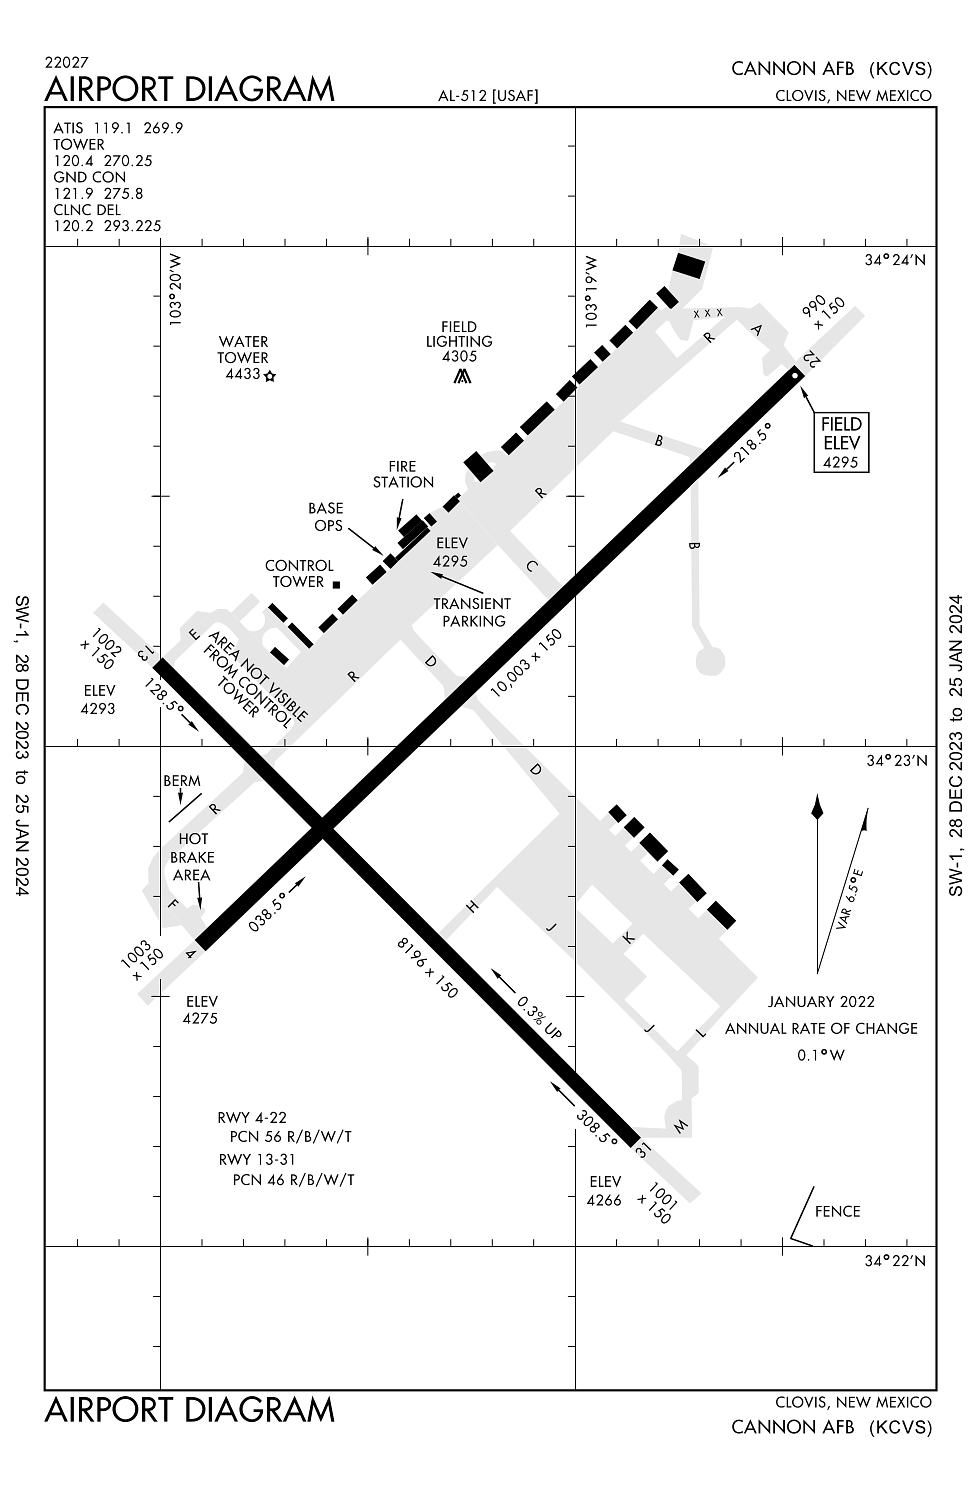 22027
AIRPORT DIAGRAM
AL-512 [USAF]
CANNON AFB (KCVS)
CLOVIS, NEW MEXICO
ATIS 119.1 269.9
TOWER
120.4 270.25
GND CON
121.9 275.8
CLNC DEL
120.2 293.225
103°20'W
103°19'W
34°24'N
990
x 150
X X X
A
R
22
WATER
TOWER
4433
FIELD
LIGHTING
4305
FIELD
ELEV
4295
218.5°
B
FIRE
STATION
R
BASE
OPS
ELEV
4295
B
C
CONTROL
TOWER
TRANSIENT
PARKING
1002
x 150
E
13
AREA NOT VISIBLE
FROM CONTROL
TOWER
D
R
10,003 x 150
ELEV
4293
128.5°
34°23'N
D
BERM
R
HOT
BRAKE
AREA
VAR 6.5°E
F
038.5°
H
J
K
1003
x 150
4
8196 x 150
ELEV
4275
0.3% UP
J
L
JANUARY 2022
ANNUAL RATE OF CHANGE
0.1°W
RWY 4-22
PCN 56 R/B/W/T
RWY 13-31
PCN 46 R/B/W/T
308.5°
M
31
ELEV
4266
1001
x 150
FENCE
34°22'N
SW-1, 28 DEC 2023 to 25 JAN 2024
SW-1, 28 DEC 2023 to 25 JAN 2024
AIRPORT DIAGRAM
CLOVIS, NEW MEXICO
CANNON AFB (KCVS)